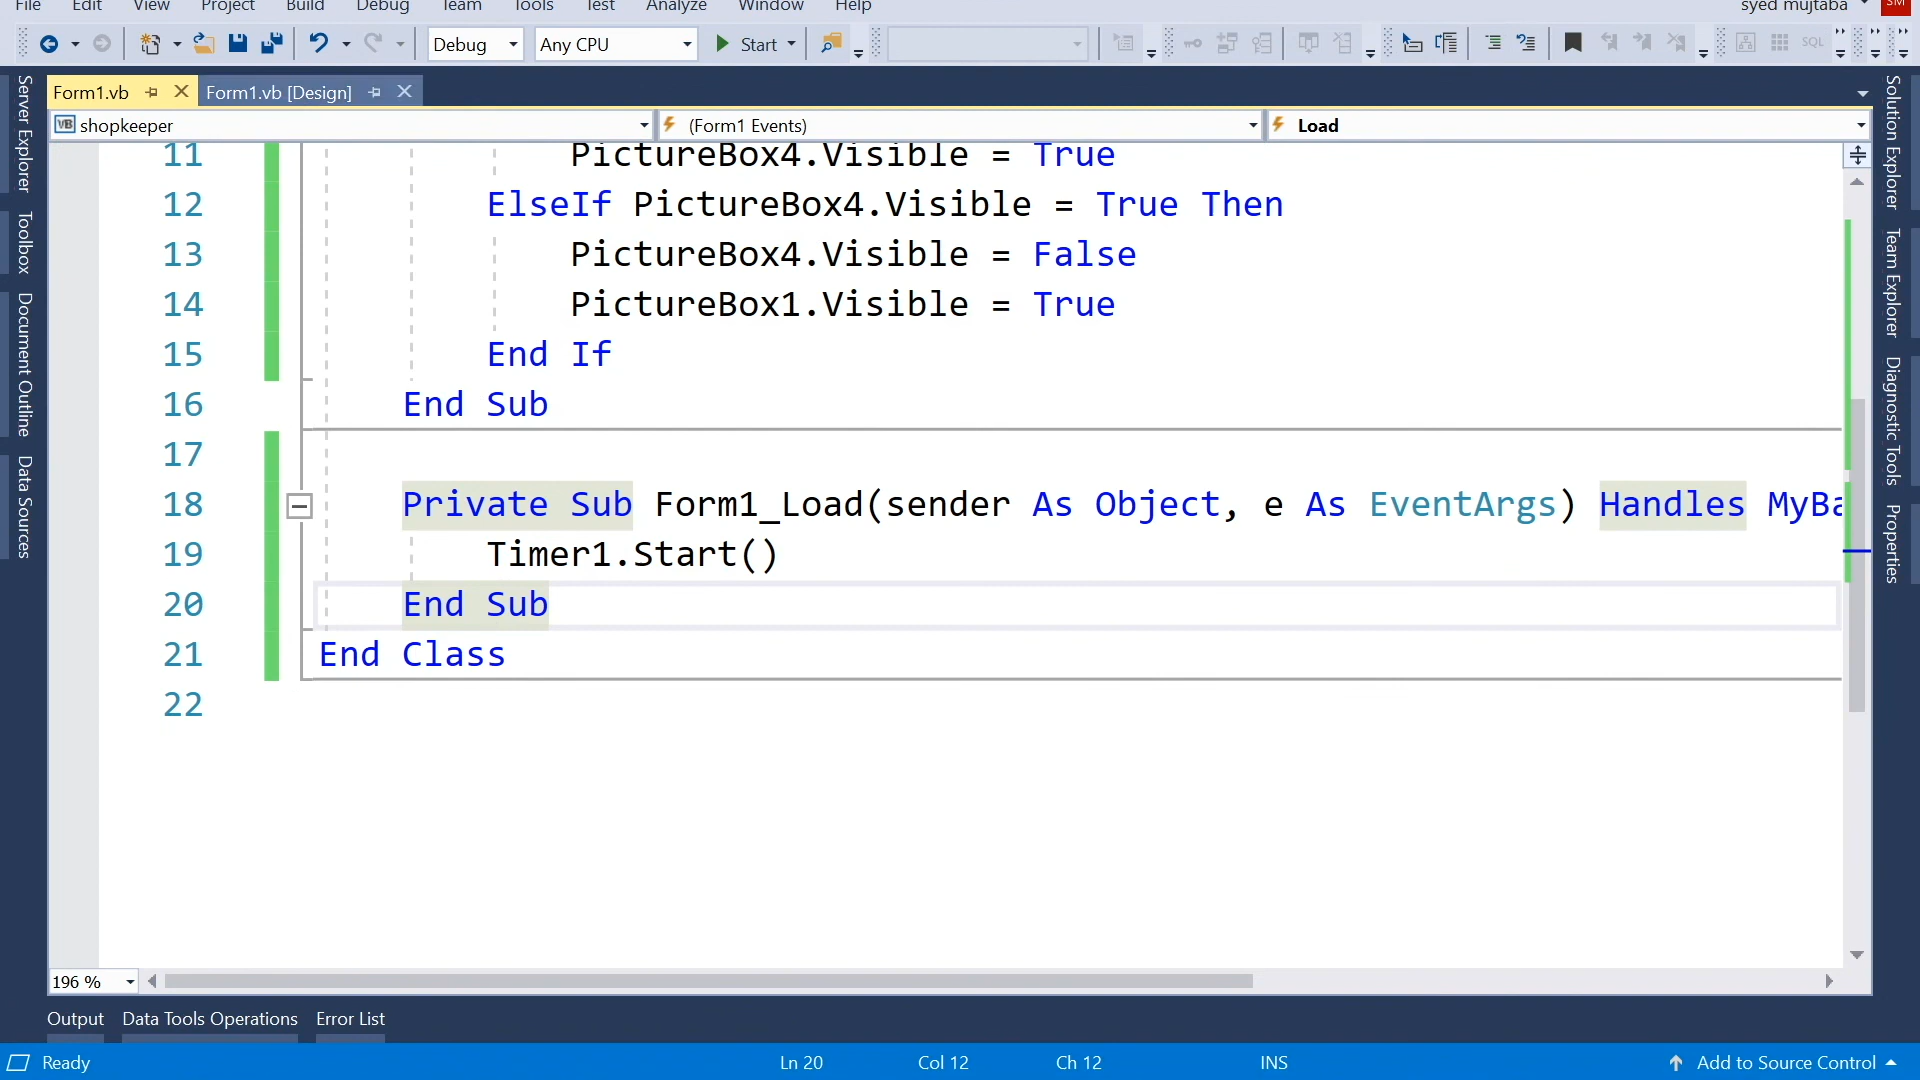 File Edit View Project Build Debug Team Tools Test Analyze Window Help syed mujtaba SM
Debug Any CPU Start SQL
Form1.vb Form1.vb [Design]
VB shopkeeper (Form1 Events) Load
Server Explorer
Toolbox
Document Outline
Data Sources
11 PictureBox4.Visible = True
12 ElseIf PictureBox4.Visible = True Then
13 PictureBox4.Visible = False
14 PictureBox1.Visible = True
15 End If
16 End Sub
17
18 Private Sub Form1_Load(sender As Object, e As EventArgs) Handles MyBa
19 Timer1.Start()
20 End Sub
21 End Class
22
Solution Explorer
Team Explorer
Diagnostic Tools
Properties
196 %
Output Data Tools Operations Error List
Ready Ln 20 Col 12 Ch 12 INS Add to Source Control